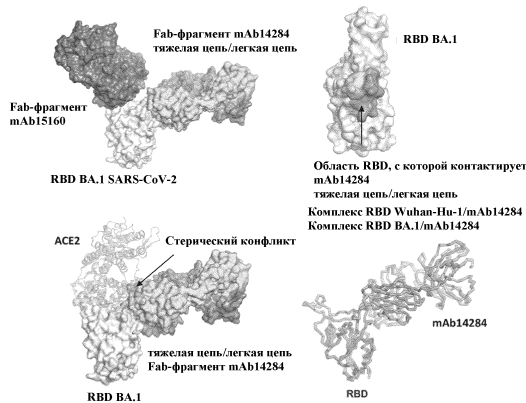 Fab-фрагмент mAb14284
тяжелая цепь/легкая цепь
Fab-фрагмент
mAb15160
RBD BA.1 SARS-CoV-2
RBD BA.1
Область RBD, с которой контактирует
mAb14284
тяжелая цепь/легкая цепь
Комплекс RBD Wuhan-Hu-1/mAb14284
Комплекс RBD BA.1/mAb14284
ACE2
Стерический конфликт
тяжелая цепь/легкая цепь
Fab-фрагмент mAb14284
RBD BA.1
mAb14284
RBD